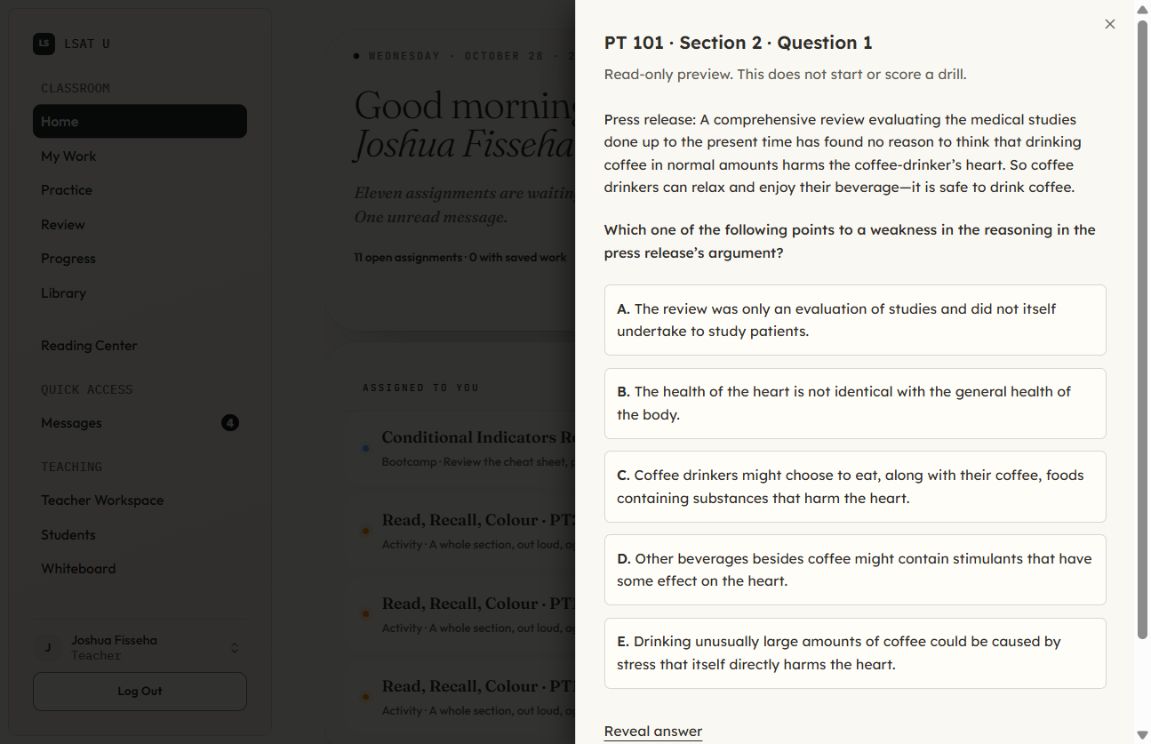 LS LSAT U
CLASSROOM
Home
My Work
Practice
Review
Progress
Library
Reading Center
QUICK ACCESS
Messages 4
TEACHING
Teacher Workspace
Students
Whiteboard
J Joshua Fisseha
Teacher
Log Out
WEDNESDAY · OCTOBER 28 · 2
Good morning
Joshua Fisseha
Eleven assignments are waiting
One unread message.
11 open assignments · 0 with saved work
ASSIGNED TO YOU
Conditional Indicators
Bootcamp · Review the cheat sheet,
Read, Recall, Colour ·
Activity · A whole section, out loud,
Read, Recall, Colour ·
Activity · A whole section, out loud,
Read, Recall, Colour ·
Activity · A whole section, out loud,
PT 101 · Section 2 · Question 1
Read-only preview. This does not start or score a drill.
Press release: A comprehensive review evaluating the medical studies
done up to the present time has found no reason to think that drinking
coffee in normal amounts harms the coffee-drinker’s heart. So coffee
drinkers can relax and enjoy their beverage—it is safe to drink coffee.
Which one of the following points to a weakness in the reasoning in the
press release’s argument?
A. The review was only an evaluation of studies and did not itself
undertake to study patients.
B. The health of the heart is not identical with the general health of
the body.
C. Coffee drinkers might choose to eat, along with their coffee, foods
containing substances that harm the heart.
D. Other beverages besides coffee might contain stimulants that have
some effect on the heart.
E. Drinking unusually large amounts of coffee could be caused by
stress that itself directly harms the heart.
Reveal answer